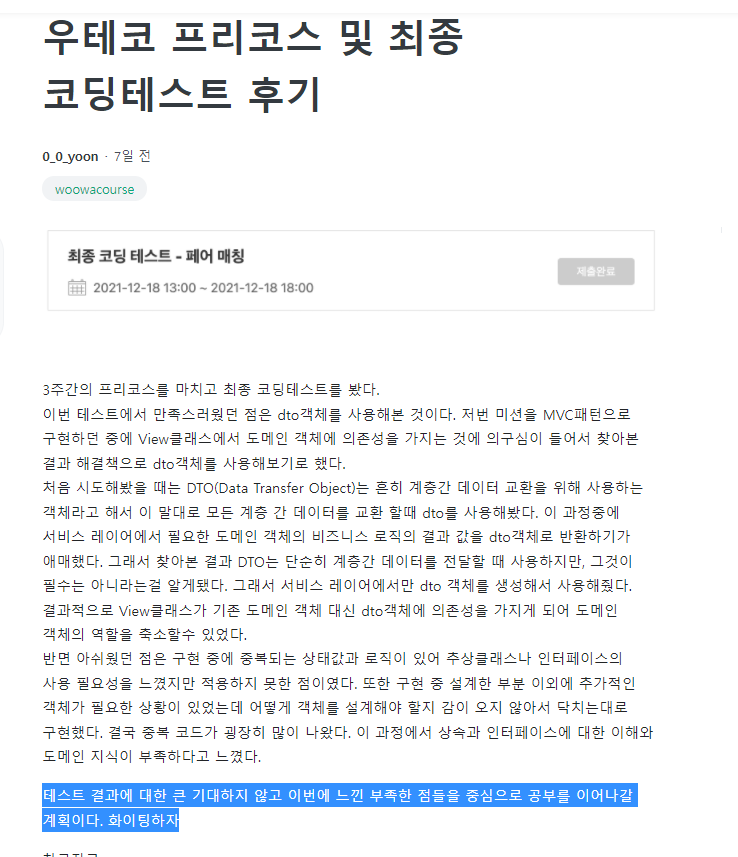 우테코 프리코스 및 최종
코딩테스트 후기
0_0_yoon · 7일 전
woowacourse
최종 코딩 테스트 - 페어 매칭
제출완료
2021-12-18 13:00 ~ 2021-12-18 18:00
3주간의 프리코스를 마치고 최종 코딩테스트를 봤다.
이번 테스트에서 만족스러웠던 점은 dto객체를 사용해본 것이다. 저번 미션을 MVC패턴으로
구현하던 중에 View클래스에서 도메인 객체에 의존성을 가지는 것에 의구심이 들어서 찾아본
결과 해결책으로 dto객체를 사용해보기로 했다.
처음 시도해봤을 때는 DTO(Data Transfer Object)는 흔히 계층간 데이터 교환을 위해 사용하는
객체라고 해서 이 말대로 모든 계층 간 데이터를 교환 할때 dto를 사용해봤다. 이 과정중에
서비스 레이어에서 필요한 도메인 객체의 비즈니스 로직의 결과 값을 dto객체로 반환하기가
애매했다. 그래서 찾아본 결과 DTO는 단순히 계층간 데이터를 전달할 때 사용하지만, 그것이
필수는 아니라는걸 알게됐다. 그래서 서비스 레이어에서만 dto 객체를 생성해서 사용해줬다.
결과적으로 View클래스가 기존 도메인 객체 대신 dto객체에 의존성을 가지게 되어 도메인
객체의 역할을 축소할수 있었다.
반면 아쉬웠던 점은 구현 중에 중복되는 상태값과 로직이 있어 추상클래스나 인터페이스의
사용 필요성을 느꼈지만 적용하지 못한 점이였다. 또한 구현 중 설계한 부분 이외에 추가적인
객체가 필요한 상황이 있었는데 어떻게 객체를 설계해야 할지 감이 오지 않아서 닥치는대로
구현했다. 결국 중복 코드가 굉장히 많이 나왔다. 이 과정에서 상속과 인터페이스에 대한 이해와
도메인 지식이 부족하다고 느꼈다.
테스트 결과에 대한 큰 기대하지 않고 이번에 느낀 부족한 점들을 중심으로 공부를 이어나갈
계획이다. 화이팅하자